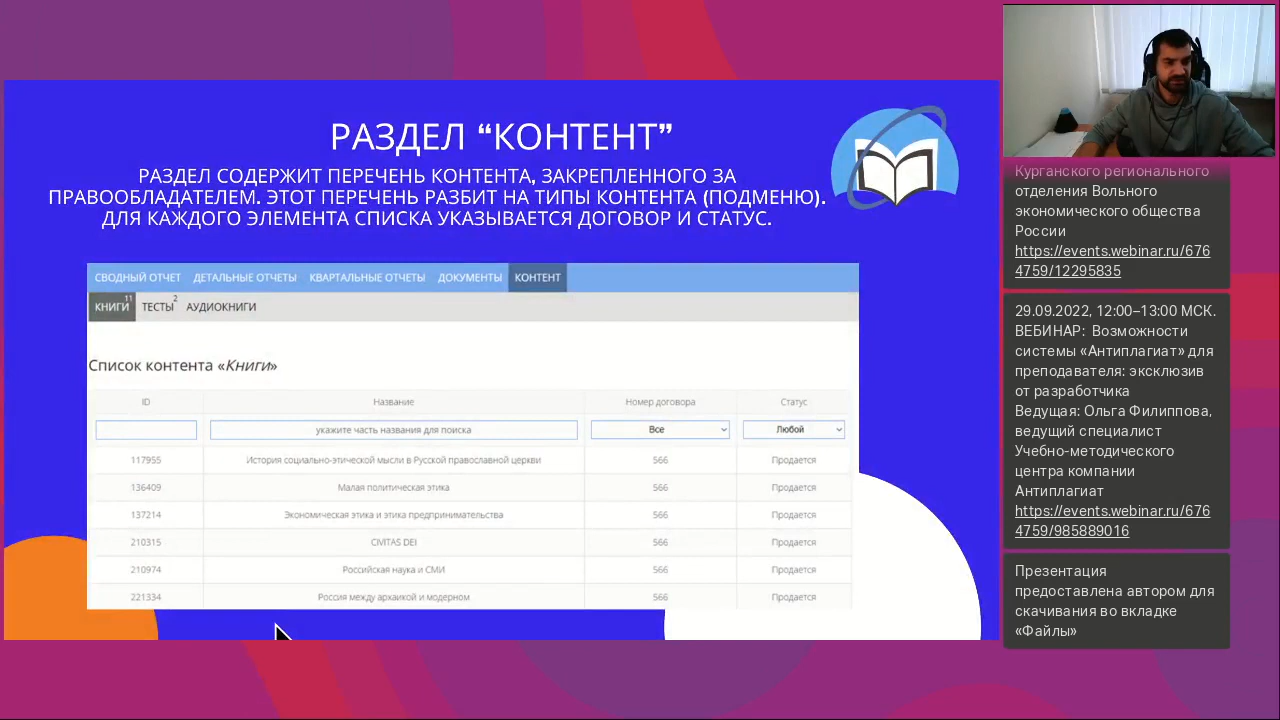 РАЗДЕЛ “КОНТЕНТ”
РАЗДЕЛ СОДЕРЖИТ ПЕРЕЧЕНЬ КОНТЕНТА, ЗАКРЕПЛЕННОГО ЗА
ПРАВООБЛАДАТЕЛЕМ. ЭТОТ ПЕРЕЧЕНЬ РАЗБИТ НА ТИПЫ КОНТЕНТА (ПОДМЕНЮ).
ДЛЯ КАЖДОГО ЭЛЕМЕНТА СПИСКА УКАЗЫВАЕТСЯ ДОГОВОР И СТАТУС.
СВОДНЫЙ ОТЧЕТ ДЕТАЛЬНЫЕ ОТЧЕТЫ КВАРТАЛЬНЫЕ ОТЧЕТЫ ДОКУМЕНТЫ КОНТЕНТ
КНИГИ 11 ТЕСТЫ 2 АУДИОКНИГИ
Список контента «Книги»
ID Название Номер договора Статус
укажите часть названия для поиска Все Любой
117955 История социально-этической мысли в Русской православной церкви 566 Продается
136409 Малая политическая этика 566 Продается
137214 Экономическая этика и этика предпринимательства 566 Продается
210315 CIVITAS DEI 566 Продается
210974 Российская наука и СМИ 566 Продается
221334 Россия между архаикой и модерном 566 Продается
Курганского регионального
отделения Вольного
экономического общества
России
https://events.webinar.ru/676
4759/12295835
29.09.2022, 12:00–13:00 МСК.
ВЕБИНАР: Возможности
системы «Антиплагиат» для
преподавателя: эксклюзив
от разработчика
Ведущая: Ольга Филиппова,
ведущий специалист
Учебно-методического
центра компании
Антиплагиат
https://events.webinar.ru/676
4759/985889016
Презентация
предоставлена автором для
скачивания во вкладке
«Файлы»